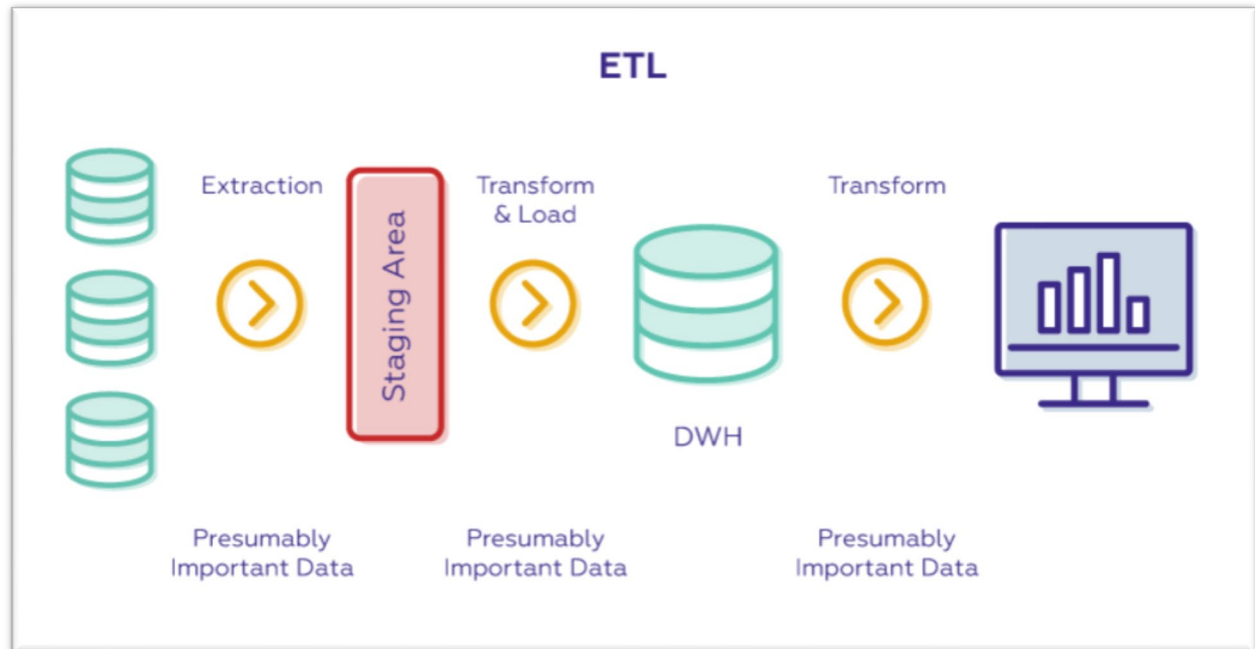 ETL
Extraction
Staging Area
Transform
& Load
DWH
Transform
Presumably
Important Data
Presumably
Important Data
Presumably
Important Data